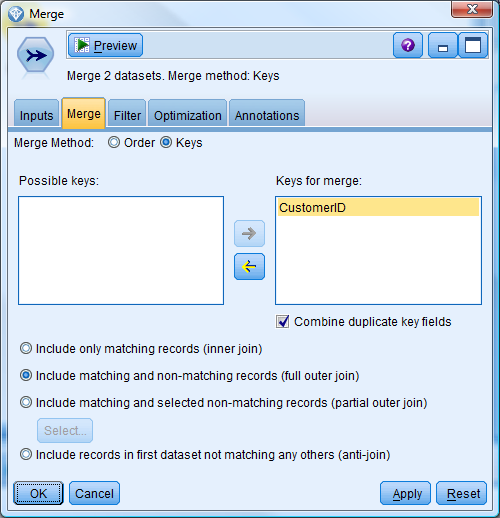 Merge
Preview
?
Merge 2 datasets. Merge method: Keys
Inputs Merge Filter Optimization Annotations
Merge Method: Order Keys
Possible keys: Keys for merge:
CustomerID
Combine duplicate key fields
Include only matching records (inner join)
Include matching and non-matching records (full outer join)
Include matching and selected non-matching records (partial outer join)
Select...
Include records in first dataset not matching any others (anti-join)
OK Cancel Apply Reset